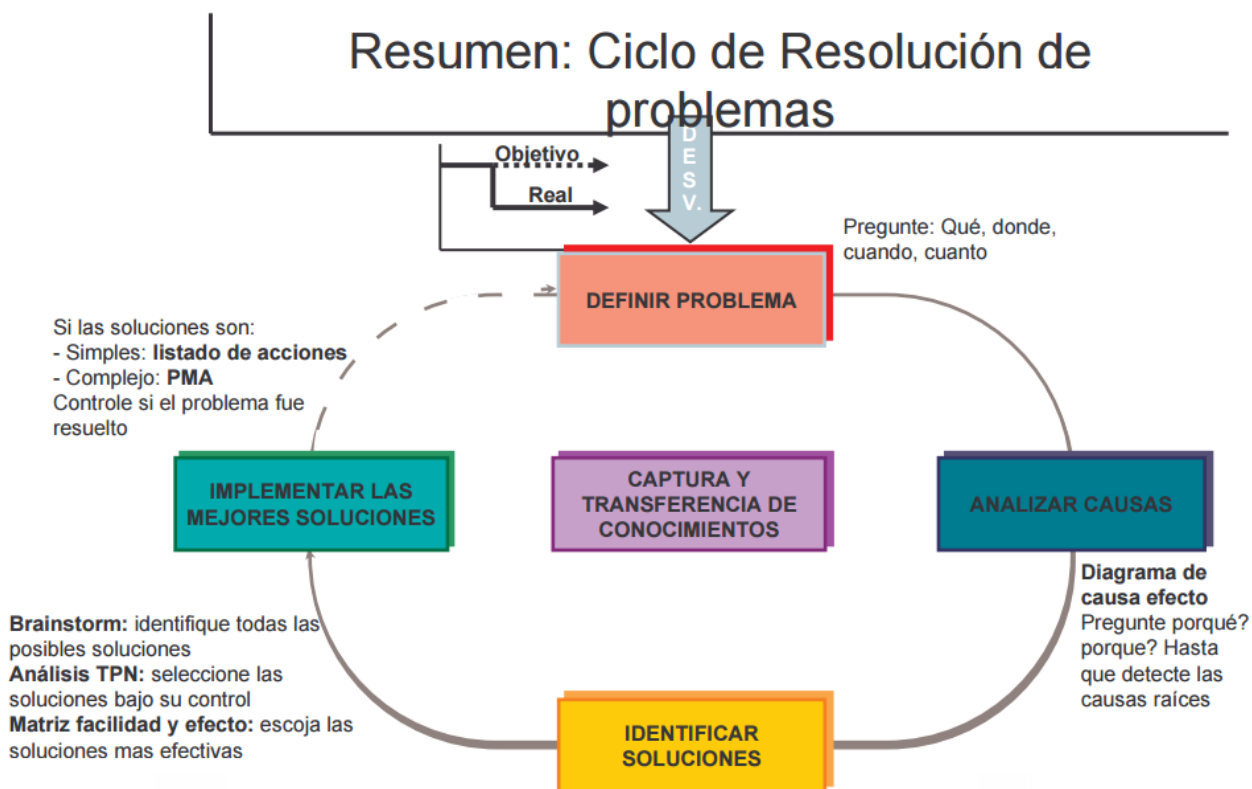 Resumen: Ciclo de Resolución de
problemas
Objetivo
Real
DESV.
Pregunte: Qué, donde,
cuando, cuanto
DEFINIR PROBLEMA
Si las soluciones son:
- Simples: listado de acciones
- Complejo: PMA
Controle si el problema fue
resuelto
IMPLEMENTAR LAS
MEJORES SOLUCIONES
CAPTURA Y
TRANSFERENCIA DE
CONOCIMIENTOS
ANALIZAR CAUSAS
Diagrama de
causa efecto
Pregunte porqué?
porque? Hasta
que detecte las
causas raíces
Brainstorm: identifique todas las
posibles soluciones
Análisis TPN: seleccione las
soluciones bajo su control
Matriz facilidad y efecto: escoja las
soluciones mas efectivas
IDENTIFICAR
SOLUCIONES